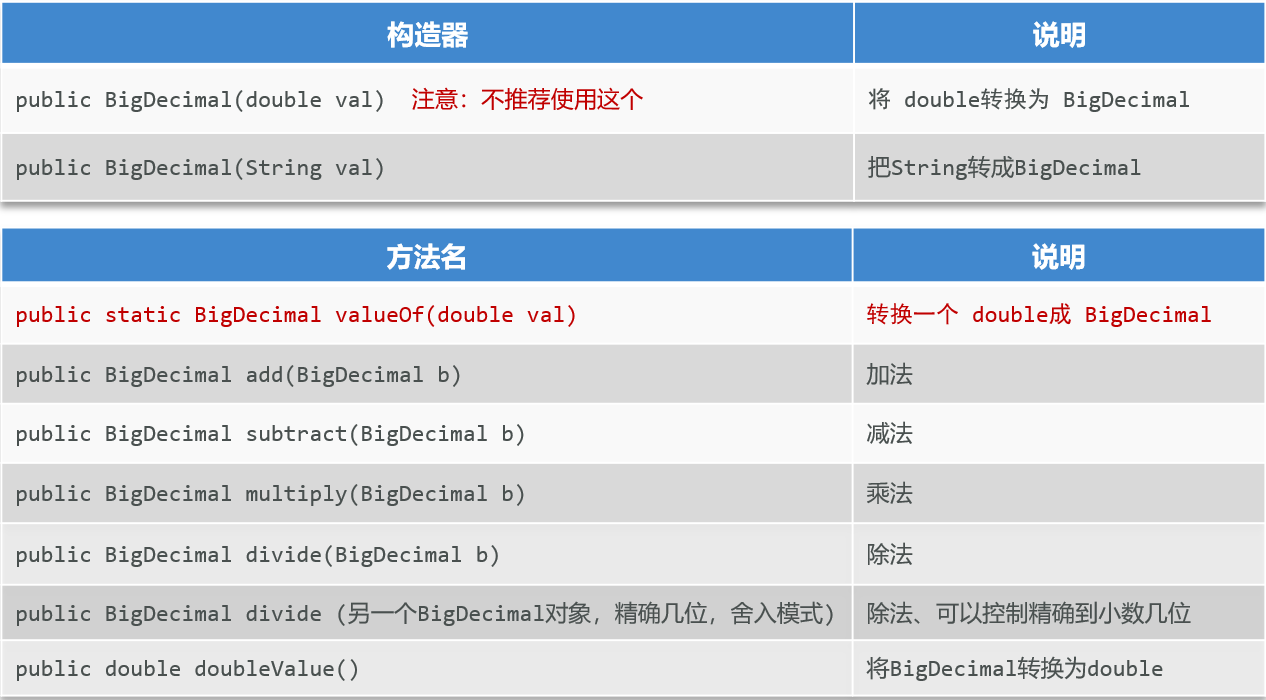 构造器 说明
public BigDecimal(double val) 注意：不推荐使用这个 将 double转换为 BigDecimal
public BigDecimal(String val) 把String转成BigDecimal
方法名 说明
public static BigDecimal valueOf(double val) 转换一个 double成 BigDecimal
public BigDecimal add(BigDecimal b) 加法
public BigDecimal subtract(BigDecimal b) 减法
public BigDecimal multiply(BigDecimal b) 乘法
public BigDecimal divide(BigDecimal b) 除法
public BigDecimal divide (另一个BigDecimal对象，精确几位，舍入模式) 除法、可以控制精确到小数几位
public double doubleValue() 将BigDecimal转换为double